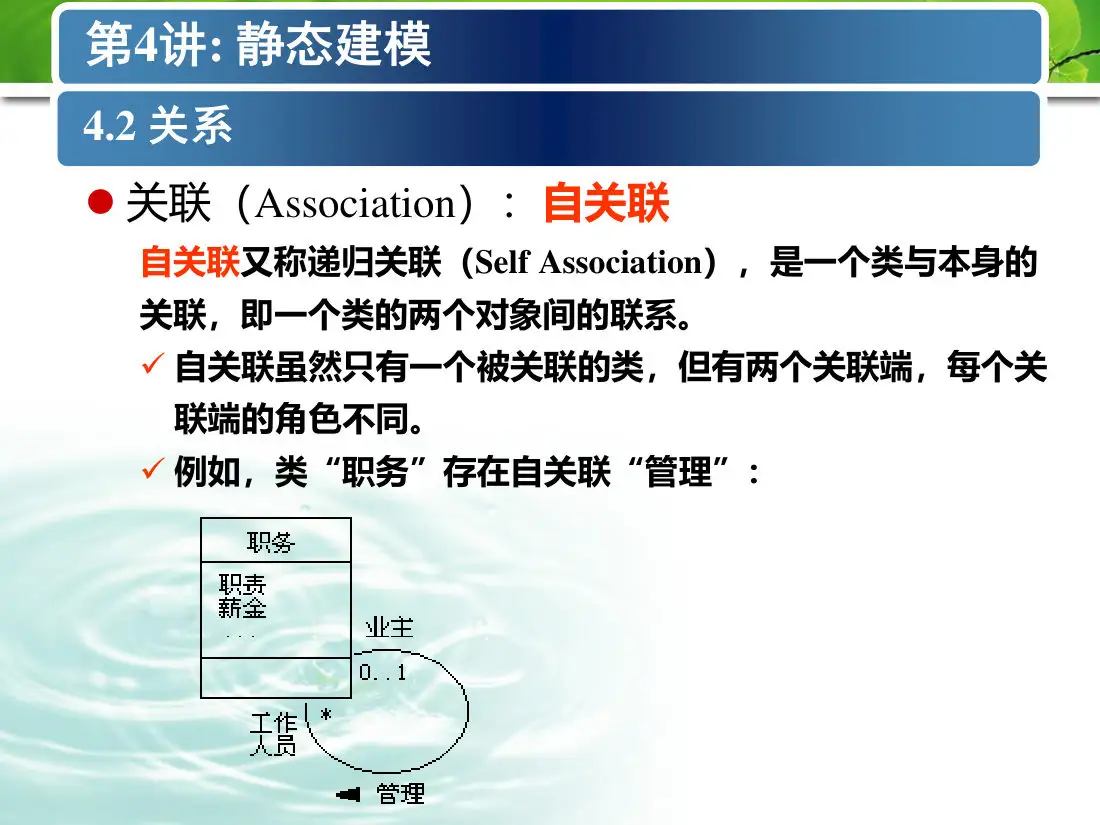 第4讲: 静态建模
4.2 关系
关联（Association）：自关联
自关联又称递归关联（Self Association），是一个类与本身的
关联，即一个类的两个对象间的联系。
自关联虽然只有一个被关联的类，但有两个关联端，每个关
联端的角色不同。
例如，类“职务”存在自关联“管理”：
职务
职责
薪金
...
业主
0..1
工作
人员
*
管理